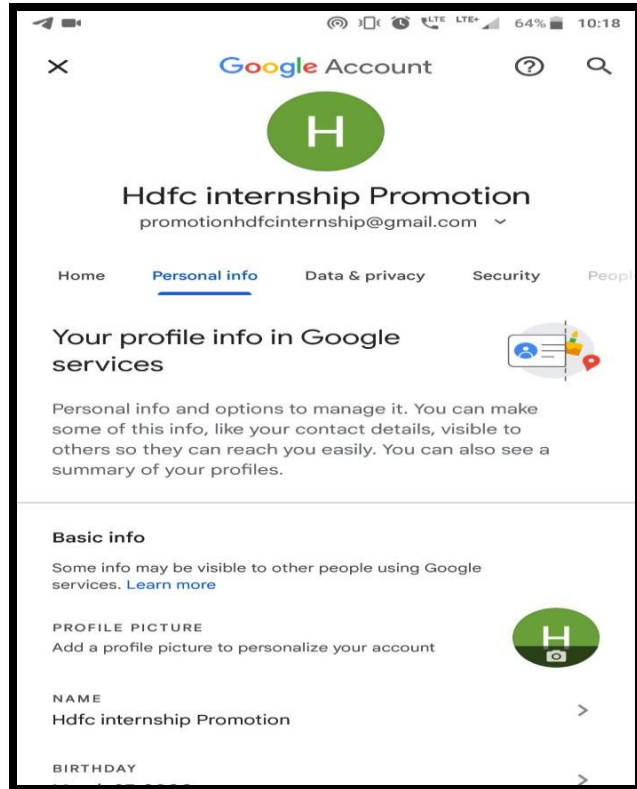 LTE LTE+ 64% 10:18
Google Account
H
Hdfc internship Promotion
promotionhdfcinternship@gmail.com
Home Personal info Data & privacy Security Peopl
Your profile info in Google
services
Personal info and options to manage it. You can make
some of this info, like your contact details, visible to
others so they can reach you easily. You can also see a
summary of your profiles.
Basic info
Some info may be visible to other people using Google
services. Learn more
PROFILE PICTURE
Add a profile picture to personalize your account
H
NAME
Hdfc internship Promotion
BIRTHDAY